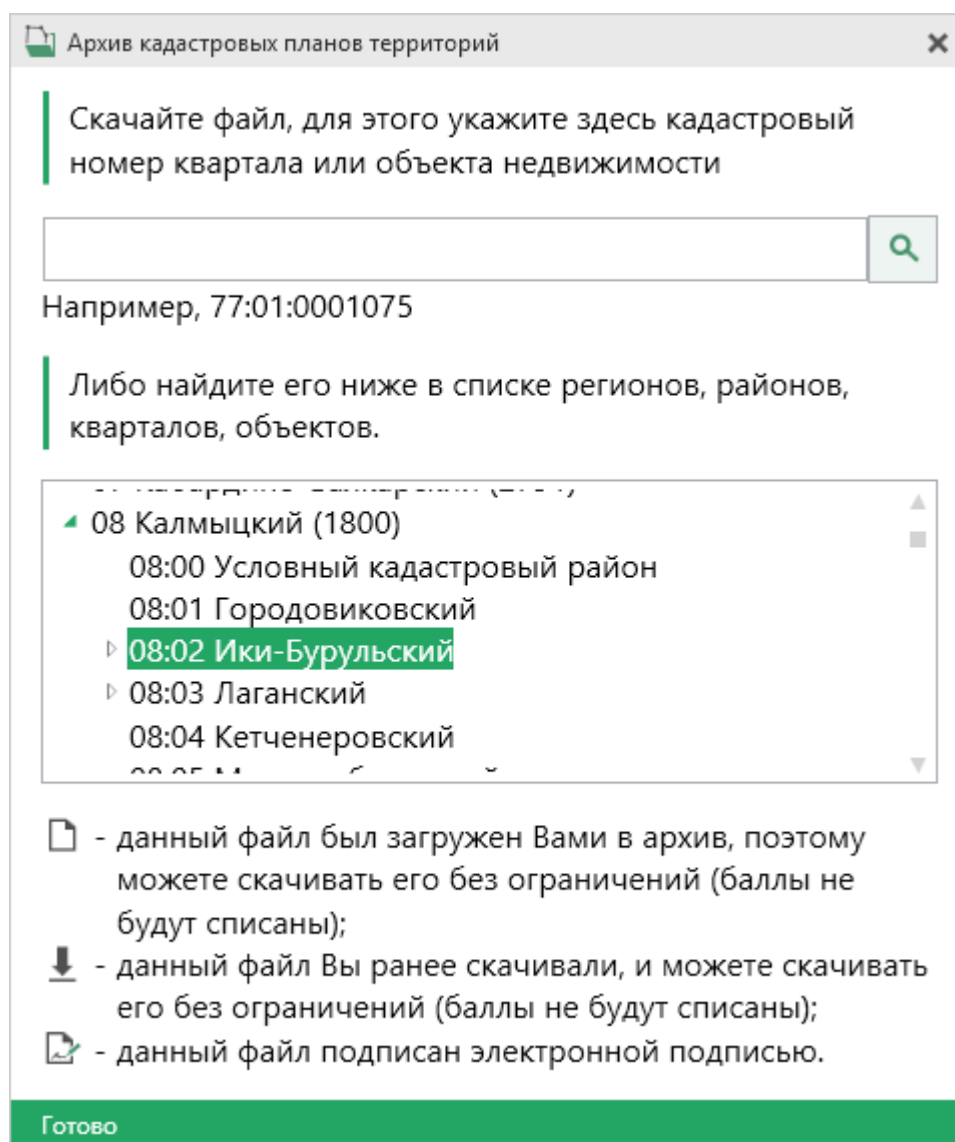 Архив кадастровых планов территорий
Скачайте файл, для этого укажите здесь кадастровый
номер квартала или объекта недвижимости
Например, 77:01:0001075
Либо найдите его ниже в списке регионов, районов,
кварталов, объектов.
08 Калмыцкий (1800)
08:00 Условный кадастровый район
08:01 Городовиковский
08:02 Ики-Бурульский
08:03 Лаганский
08:04 Кетченеровский
- данный файл был загружен Вами в архив, поэтому
можете скачивать его без ограничений (баллы не
будут списаны);
- данный файл Вы ранее скачивали, и можете скачивать
его без ограничений (баллы не будут списаны);
- данный файл подписан электронной подписью.
Готово